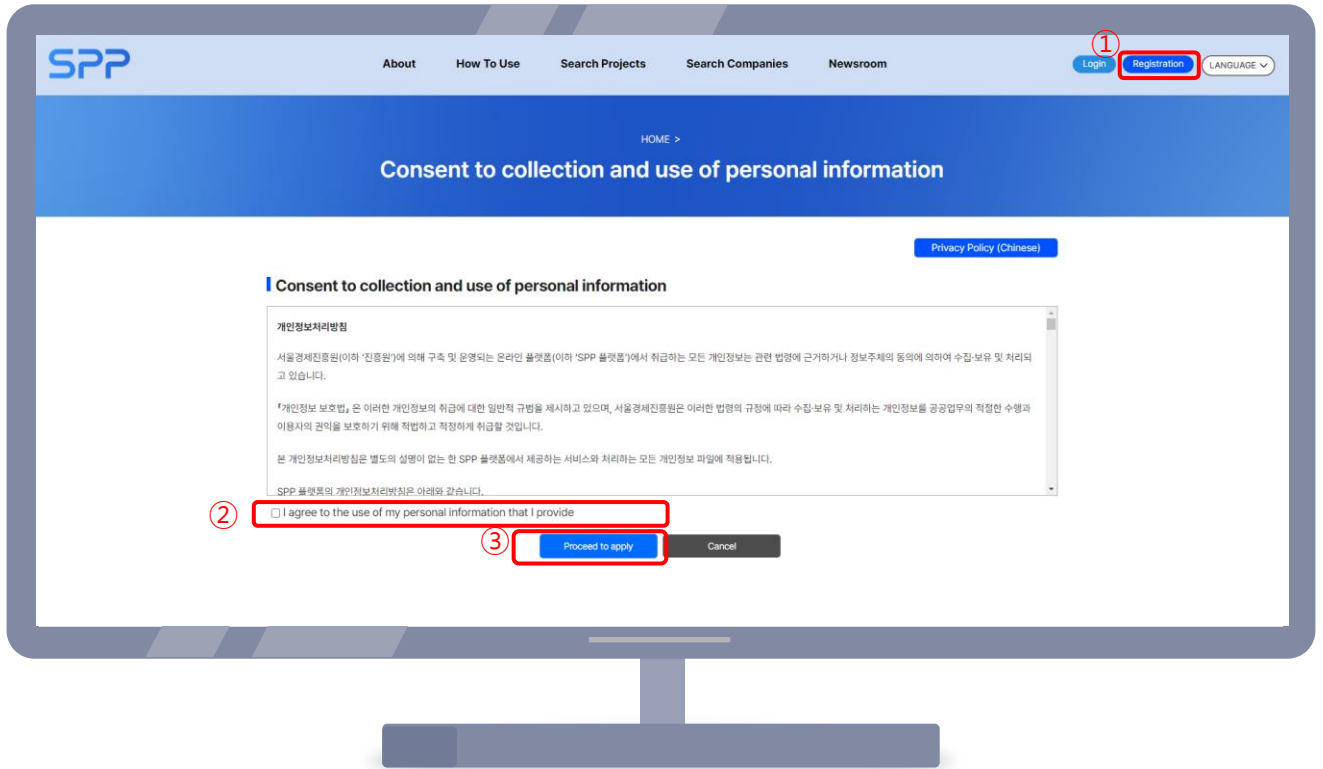 ①
SPP
About How To Use Search Projects Search Companies Newsroom
Login Registration LANGUAGE
HOME >
Consent to collection and use of personal information
Privacy Policy (Chinese)
Consent to collection and use of personal information
개인정보처리방침
서울경제진흥원(이하 '진흥원')에 의해 구축 및 운영되는 온라인 플랫폼(이하 'SPP 플랫폼')에서 취급하는 모든 개인정보는 관련 법령에 근거하거나 정보주체의 동의에 의하여 수집·보유 및 처리되
고 있습니다.
『개인정보 보호법』은 이러한 개인정보의 취급에 대한 일반적 규범을 제시하고 있으며, 서울경제진흥원은 이러한 법령의 규정에 따라 수집·보유 및 처리하는 개인정보를 공공업무의 적절한 수행과
이용자의 권익을 보호하기 위해 적법하고 적정하게 취급할 것입니다.
본 개인정보처리방침은 별도의 설명이 없는 한 SPP 플랫폼에서 제공하는 서비스와 처리하는 모든 개인정보 파일에 적용됩니다.
SPP 플랫폼의 개인정보처리방침은 아래와 같습니다.
② I agree to the use of my personal information that I provide
③ Proceed to apply Cancel